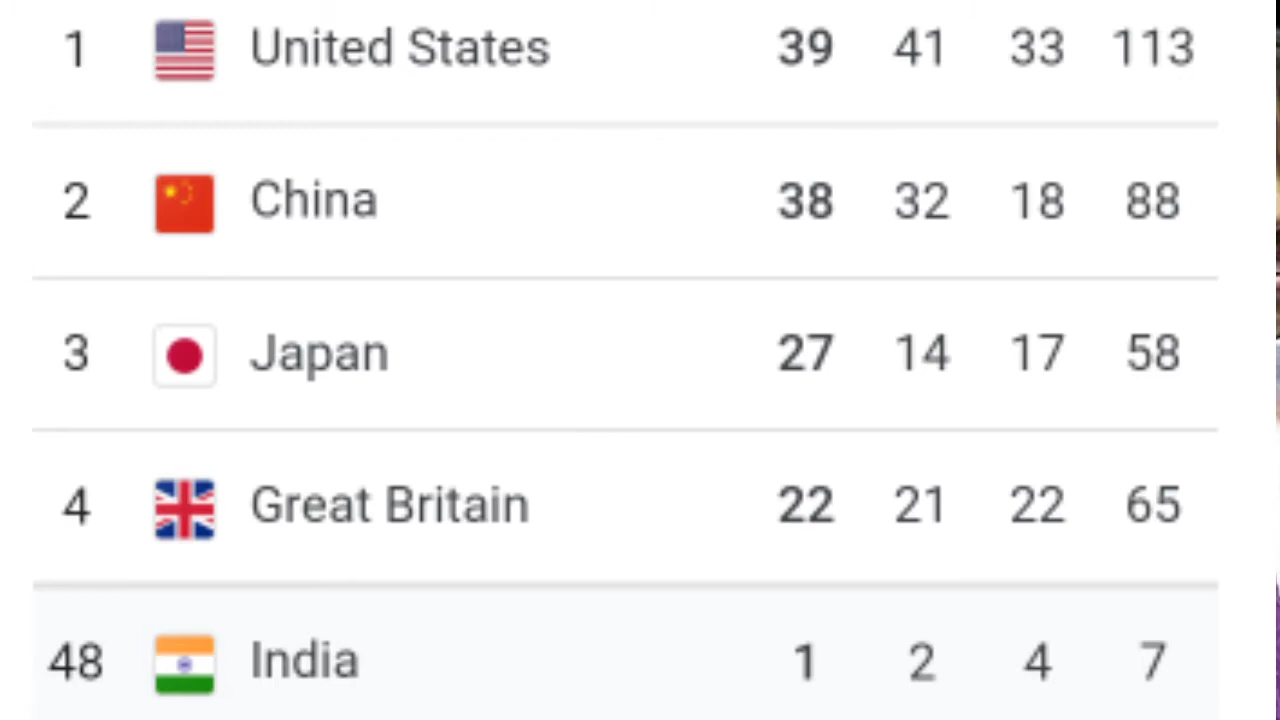 1 United States 39 41 33 113
2 China 38 32 18 88
3 Japan 27 14 17 58
4 Great Britain 22 21 22 65
48 India 1 2 4 7